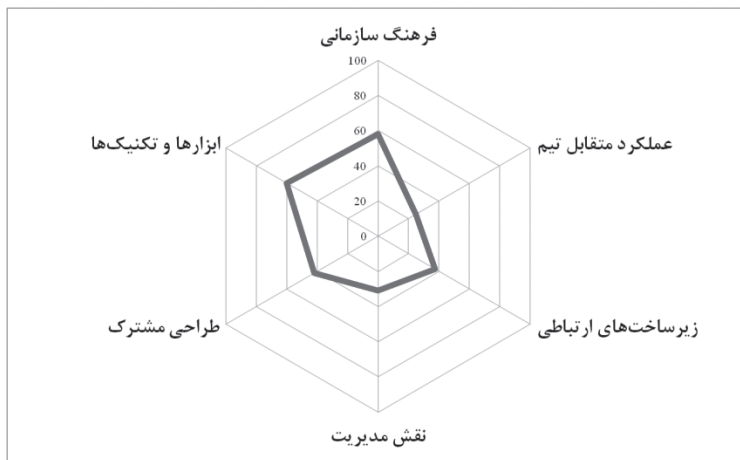 فرهنگ سازمانی
100
80
60
40
20
0
عملکرد متقابل تیم
ابزارها و تکنیک‌ها
زیرساخت‌های ارتباطی
طراحی مشترک
نقش مدیریت